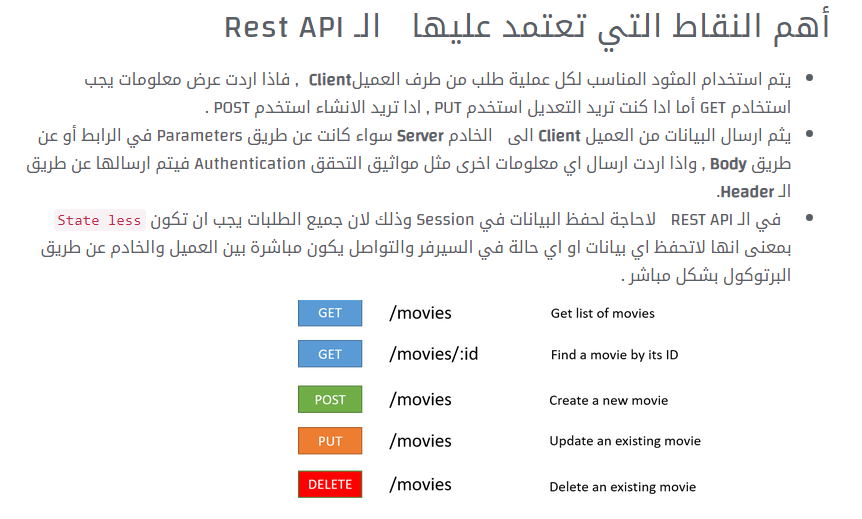 أهم النقاط التي تعتمد عليها الـ Rest API
يتم استخدام المثود المناسب لكل عملية طلب من طرف العميلClient , فاذا اردت عرض معلومات يجب
استخادم GET أما ادا كنت تريد التعديل استخدم PUT , ادا تريد الانشاء استخدم POST .
يثم ارسال البيانات من العميل Client الى الخادم Server سواء كانت عن طريق Parameters في الرابط أو عن
طريق Body , واذا اردت ارسال اي معلومات اخرى مثل مواثيق التحقق Authentication فيتم ارسالها عن طريق
الـ Header.
في الـ REST API لاحاجة لحفظ البيانات في Session وذلك لان جميع الطلبات يجب ان تكون State less
بمعنى انها لاتحفظ اي بيانات او اي حالة في السيرفر والتواصل يكون مباشرة بين العميل والخادم عن طريق
البرتوكول بشكل مباشر .
GET /movies Get list of movies
GET /movies/:id Find a movie by its ID
POST /movies Create a new movie
PUT /movies Update an existing movie
DELETE /movies Delete an existing movie